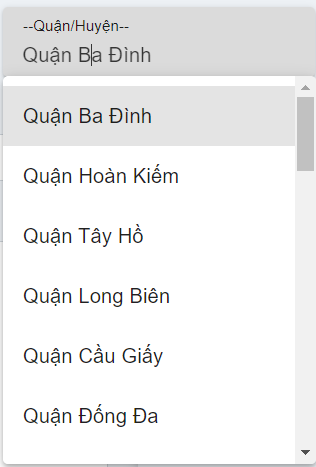 --Quận/Huyện--
Quận Ba Đình
Quận Ba Đình
Quận Hoàn Kiếm
Quận Tây Hồ
Quận Long Biên
Quận Cầu Giấy
Quận Đống Đa